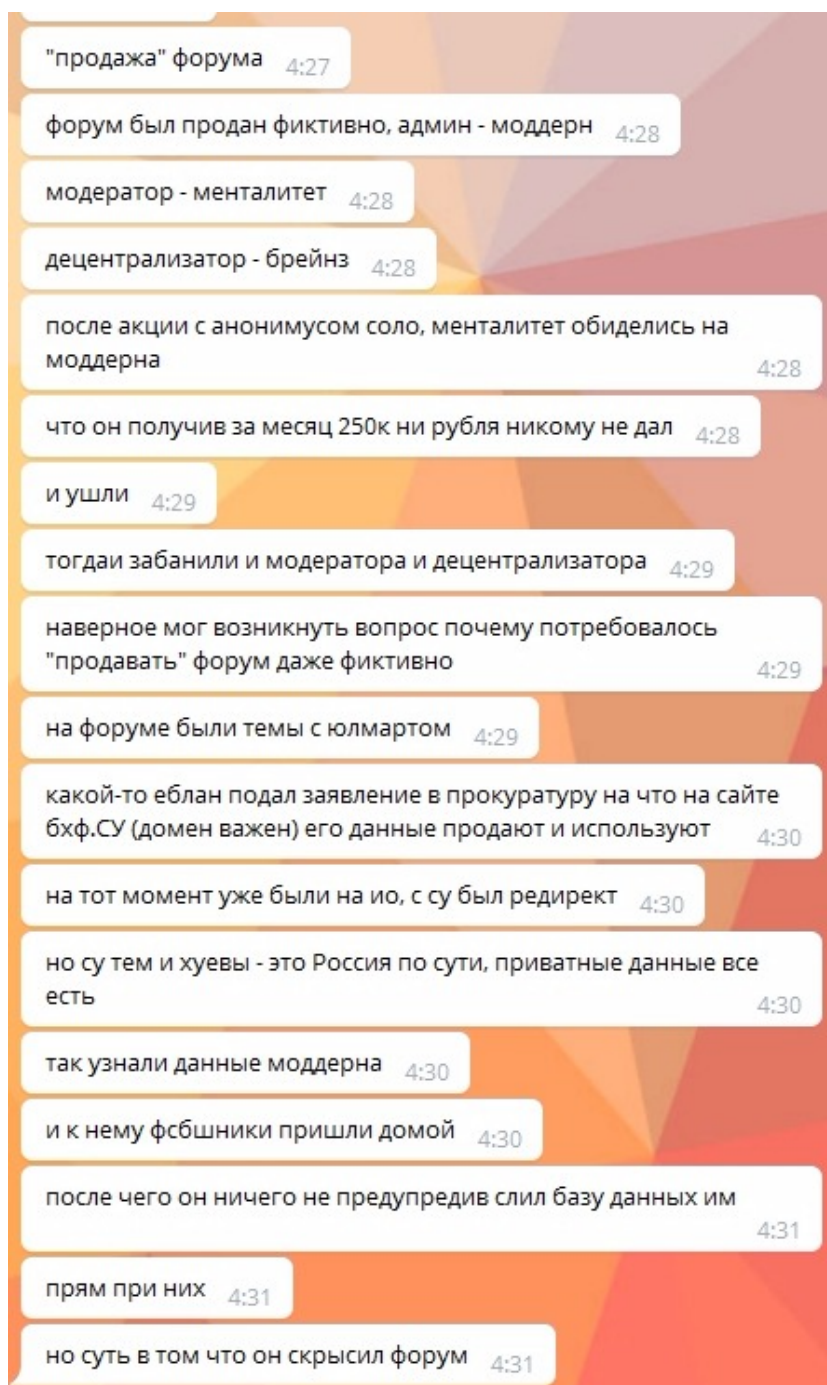 "продажа" форума 4:27
форум был продан фиктивно, админ - моддерн 4:28
модератор - менталитет 4:28
децентрализатор - брейнз 4:28
после акции с анонимусом соло, менталитет обиделись на
моддерна 4:28
что он получив за месяц 250к ни рубля никому не дал 4:28
и ушли 4:29
тогдаи забанили и модератора и децентрализатора 4:29
наверное мог возникнуть вопрос почему потребовалось
"продавать" форум даже фиктивно 4:29
на форуме были темы с юлмартом 4:29
какой-то еблан подал заявление в прокуратуру на что на сайте
бхф.СУ (домен важен) его данные продают и используют 4:30
на тот момент уже были на ио, с су был редирект 4:30
но су тем и хуевы - это Россия по сути, приватные данные все
есть 4:30
так узнали данные моддерна 4:30
и к нему фсбшники пришли домой 4:30
после чего он ничего не предупредив слил базу данных им
4:31
прям при них 4:31
но суть в том что он скрысил форум 4:31